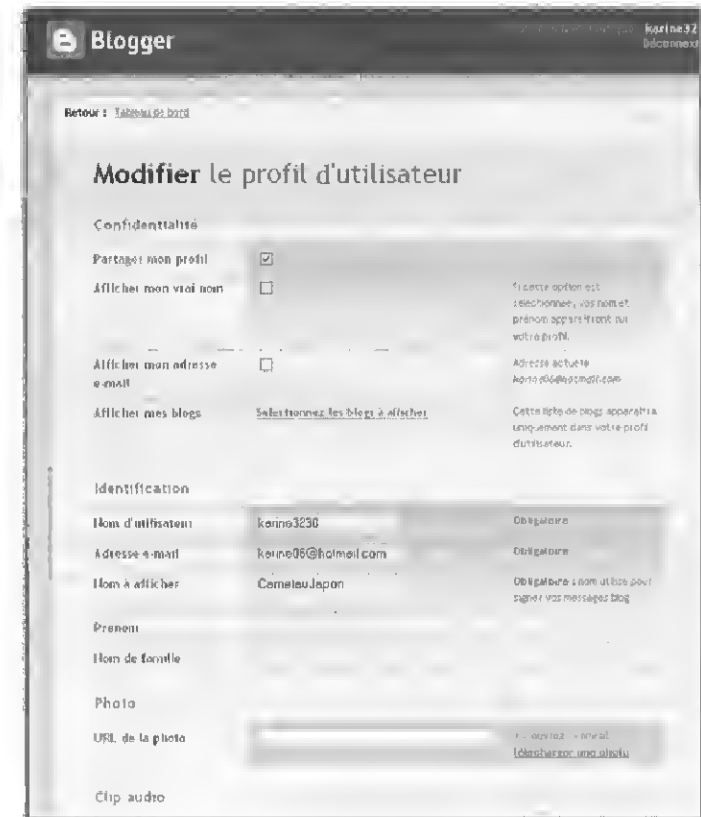 Blogger
karine32
Retour : Tableau de bord
Modifier le profil d'utilisateur
Confidentialité
Partager mon profil
Afficher mon vrai nom
Si cette option est
sélectionnée, vos nom et
prénom apparaîtront sur
votre profil.
Afficher mon adresse
e-mail
Adresse actuelle
Afficher mes blogs
Sélectionnez les blogs à afficher
Cette liste de blogs apparaîtra
uniquement dans votre profil
d'utilisateur.
Identification
Nom d'utilisateur
karine3236
Obligatoire
Adresse e-mail
karine06@hotmail.com
Obligatoire
Nom à afficher
CameleuJapon
Obligatoire : nom utilisé pour
signer vos messages blog
Prénom
Nom de famille
Photo
URL de la photo
Télécharger une photo
Clip audio